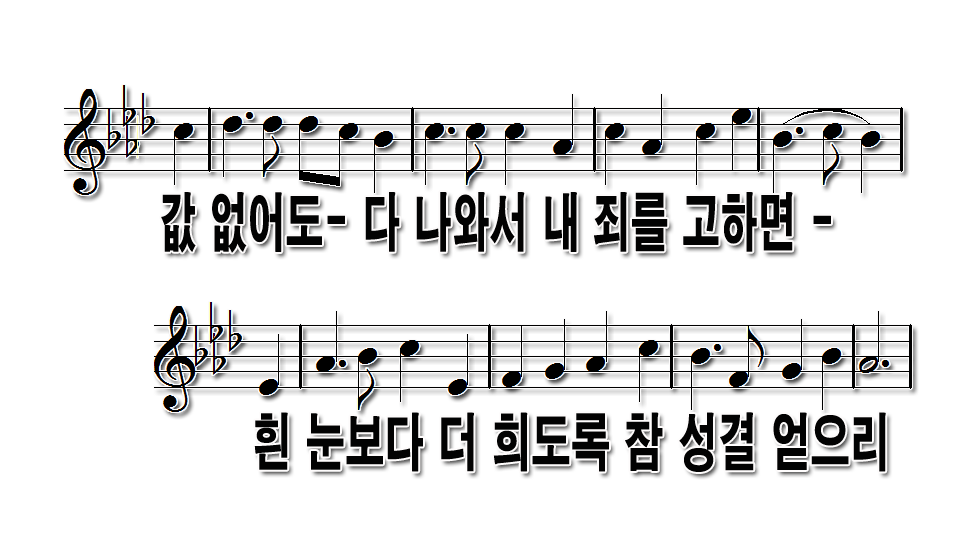 값 없어도- 다 나와서 내 죄를 고하면 -
흰 눈보다 더 희도록 참 성결 얻으리